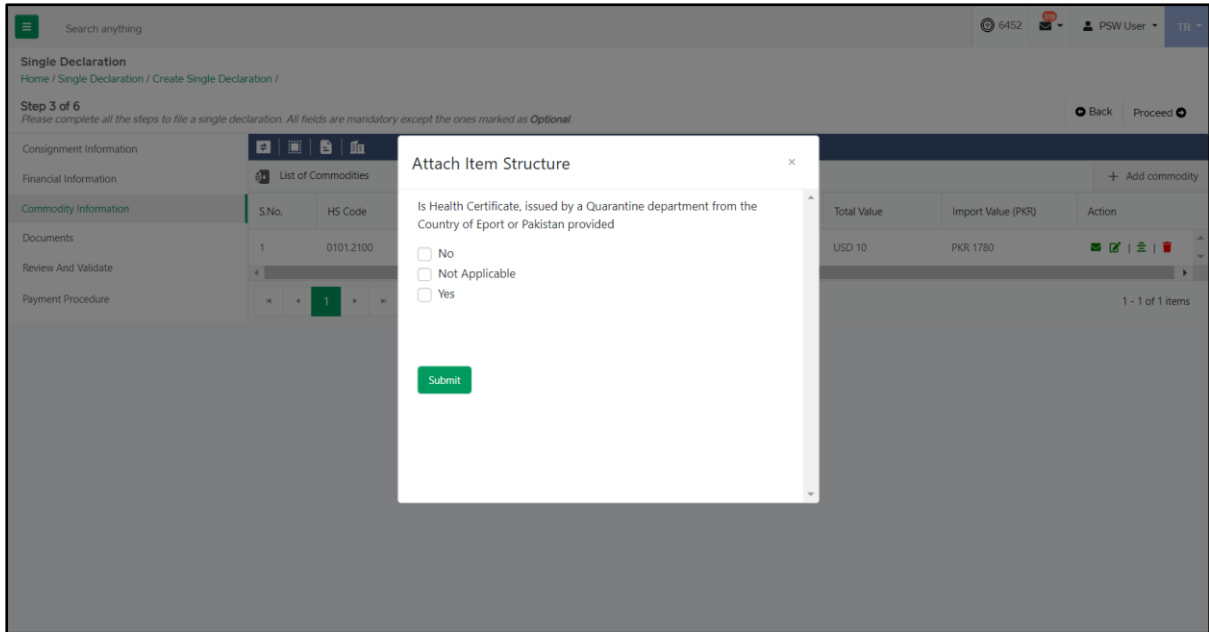 Search anything
6452
319
PSW User
TR
Single Declaration
Home / Single Declaration / Create Single Declaration /
Step 3 of 6
Please complete all the steps to file a single declaration. All fields are mandatory except the ones marked as Optional.
Back
Proceed
Consignment Information
Financial Information
Commodity Information
Documents
Review And Validate
Payment Procedure
List of Commodities
+ Add commodity
S.No.
HS Code
Total Value
Import Value (PKR)
Action
1
0101.2100
USD 10
PKR 1780
1
1 - 1 of 1 items
Attach Item Structure
×
Is Health Certificate, issued by a Quarantine department from the
Country of Eport or Pakistan provided
No
Not Applicable
Yes
Submit